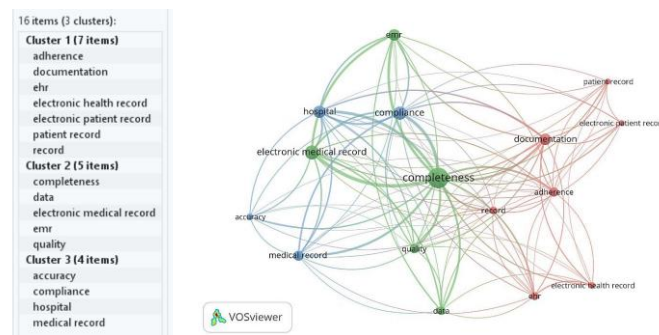 16 items (3 clusters):
Cluster 1 (7 items)
adherence
documentation
ehr
electronic health record
electronic patient record
patient record
record
Cluster 2 (5 items)
completeness
data
electronic medical record
emr
quality
Cluster 3 (4 items)
accuracy
compliance
hospital
medical record
emr
patient record
hospital
compliance
electronic patient recor
documentation
electronic medical record
completeness
adherence
record
accuracy
quality
medical record
electronic health record
ehr
data
VOSviewer